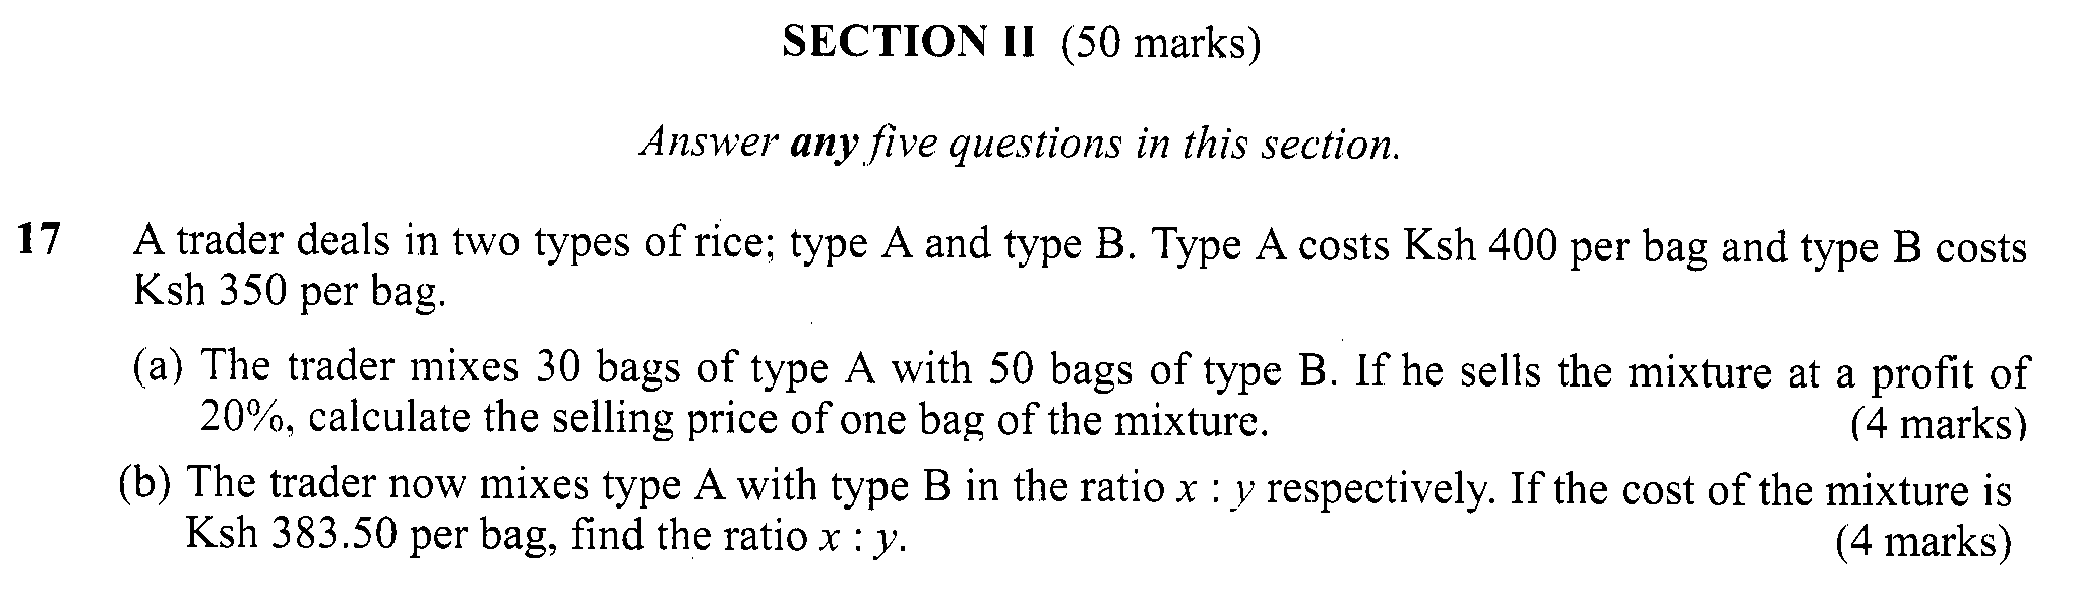 SECTION II (50 marks)
Answer any five questions in this section.
17 A trader deals in two types of rice; type A and type B. Type A costs Ksh 400 per bag and type B costs
Ksh 350 per bag.
(a) The trader mixes 30 bags of type A with 50 bags of type B. If he sells the mixture at a profit of
20%, calculate the selling price of one bag of the mixture. (4 marks)
(b) The trader now mixes type A with type B in the ratio x : y respectively. If the cost of the mixture is
Ksh 383.50 per bag, find the ratio x : y. (4 marks)